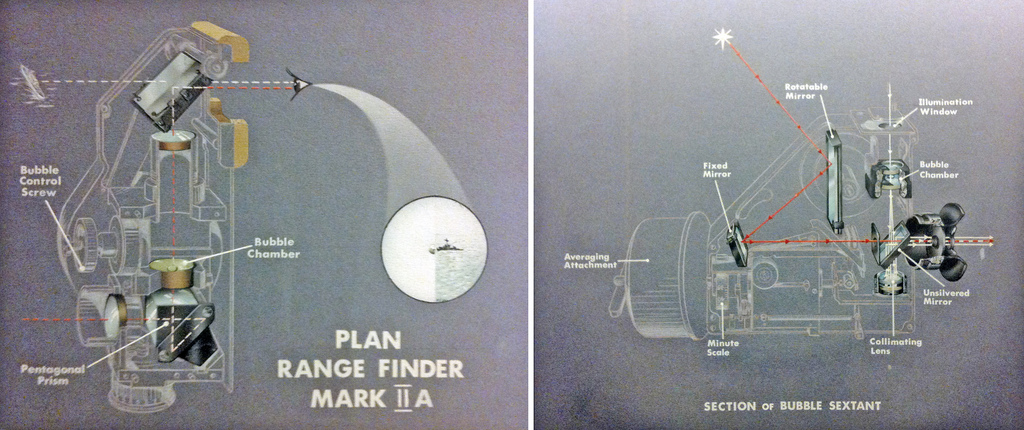 Bubble
Control
Screw
Bubble
Chamber
Pentagonal
Prism
PLAN
RANGE FINDER
MARK II A
Rotatable
Mirror
Illumination
Window
Fixed
Mirror
Bubble
Chamber
Averaging
Attachment
Unsilvered
Mirror
Minute
Scale
Collimating
Lens
SECTION OF BUBBLE SEXTANT